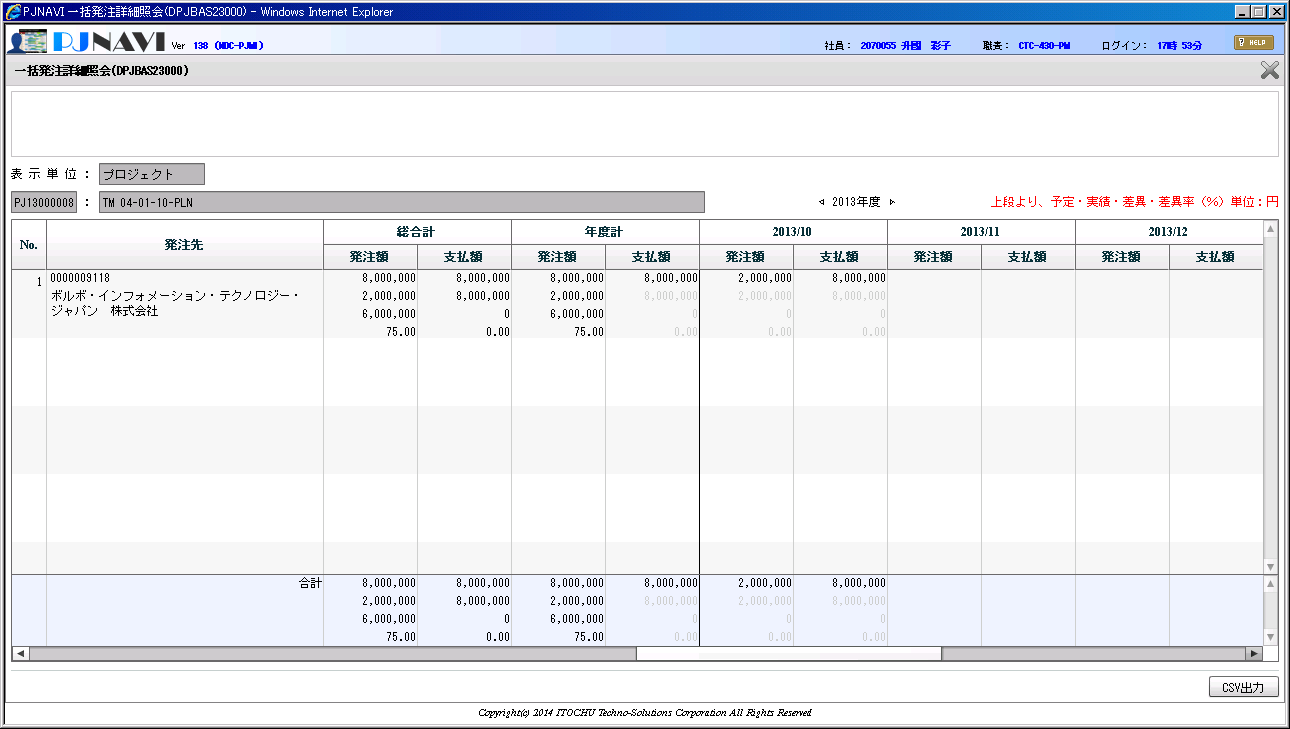 PJNAVI 一括発注詳細照会(DPJBAS23000) - Windows Internet Explorer
PJNAVI Ver 138 (NDC-PJM) 社員： 2070055 升國 彩子 職責： CTC-430-PM ログイン： 17時 53分 ? HELP
一括発注詳細照会(DPJBAS23000)
表示単位： プロジェクト
PJ13000008 ： TM 04-01-10-PLN 2013年度 上段より、予定・実績・差異・差異率（%）単位：円
No. 発注先 総合計 年度計 2013/10 2013/11 2013/12
発注額 支払額 発注額 支払額 発注額 支払額 発注額 支払額 発注額 支払額
1 0000009118 8,000,000 8,000,000 8,000,000 8,000,000 2,000,000 8,000,000
ボルボ・インフォメーション・テクノロジー・ 2,000,000 8,000,000 2,000,000 8,000,000 2,000,000 8,000,000
ジャパン　株式会社 6,000,000 0 6,000,000 0 0 0
75.00 0.00 75.00 0.00 0.00 0.00
合計 8,000,000 8,000,000 8,000,000 8,000,000 2,000,000 8,000,000
2,000,000 8,000,000 2,000,000 8,000,000 2,000,000 8,000,000
6,000,000 0 6,000,000 0 0 0
75.00 0.00 75.00 0.00 0.00 0.00
CSV出力
Copyright(c) 2014 ITOCHU Techno-Solutions Corporation All Rights Reserved